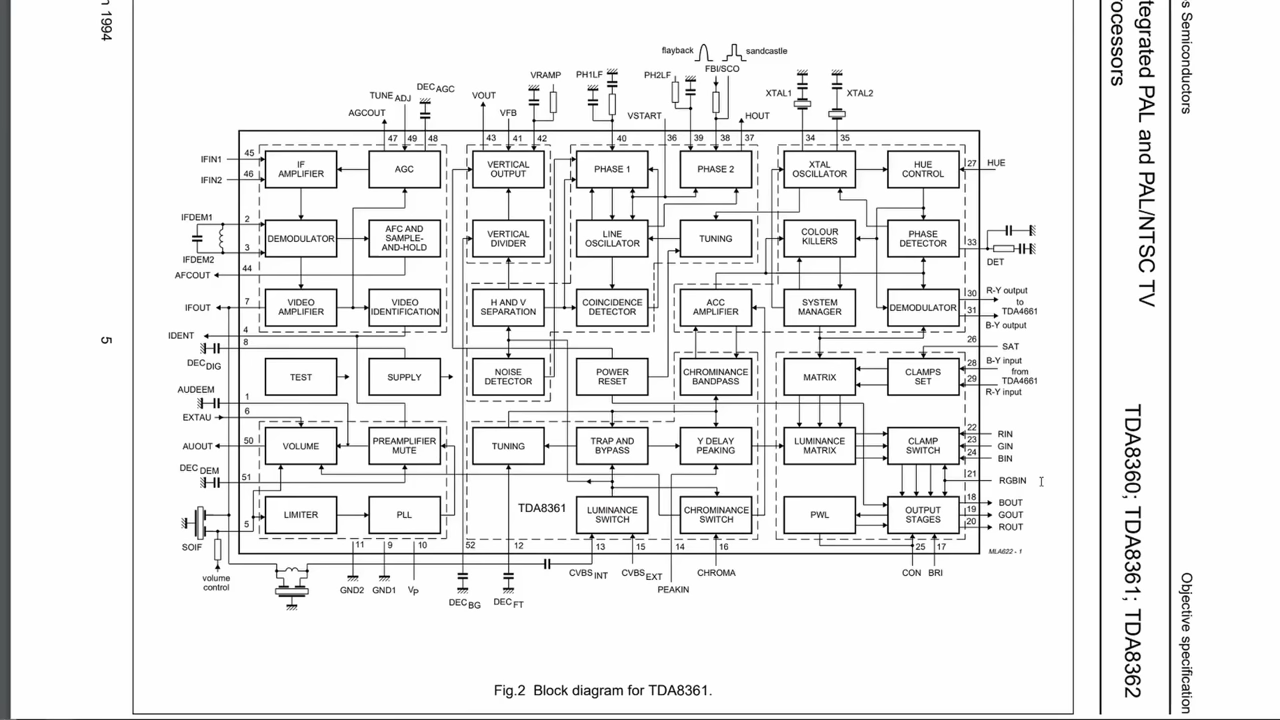 n 1994
5
tegrated PAL and PAL/NTSC TV
ocessors
s Semiconductors
TDA8360; TDA8361; TDA8362
Objective specification
flyback
sandcastle
FBI/SCO
DEC AGC
TUNE ADJ
AGCOUT
VOUT
VFB
VRAMP
PH1LF
VSTART
PH2LF
HOUT
XTAL1
XTAL2
47
49
48
43
41
42
40
36
39
38
37
34
35
IFIN1
45
IFIN2
46
IF
AMPLIFIER
AGC
VERTICAL
OUTPUT
PHASE 1
PHASE 2
XTAL
OSCILLATOR
HUE
CONTROL
27
HUE
IFDEM1
2
3
IFDEM2
DEMODULATOR
AFC AND
SAMPLE-
AND-HOLD
VERTICAL
DIVIDER
LINE
OSCILLATOR
TUNING
COLOUR
KILLERS
PHASE
DETECTOR
33
DET
AFCOUT
44
IFOUT
7
VIDEO
AMPLIFIER
VIDEO
IDENTIFICATION
H AND V
SEPARATION
COINCIDENCE
DETECTOR
ACC
AMPLIFIER
SYSTEM
MANAGER
DEMODULATOR
30
R-Y output
to
TDA4661
31
B-Y output
IDENT
4
8
DEC DIG
TEST
SUPPLY
NOISE
DETECTOR
POWER
RESET
CHROMINANCE
BANDPASS
MATRIX
CLAMPS
SET
26
SAT
28
B-Y input
from
TDA4661
29
R-Y input
AUDEEM
1
EXTAU
6
AUOUT
50
VOLUME
PREAMPLIFIER
MUTE
TUNING
TRAP AND
BYPASS
Y DELAY
PEAKING
LUMINANCE
MATRIX
CLAMP
SWITCH
22
RIN
23
GIN
24
BIN
DEC DEM
51
21
RGBIN
SOIF
5
LIMITER
PLL
TDA8361
LUMINANCE
SWITCH
CHROMINANCE
SWITCH
PWL
OUTPUT
STAGES
18
BOUT
19
GOUT
20
ROUT
11
9
10
52
12
13
15
14
16
25
17
MLA622 - 1
volume
control
GND2
GND1
VP
DEC BG
DEC FT
CVBS INT
CVBS EXT
PEAKIN
CHROMA
CON
BRI
Fig.2 Block diagram for TDA8361.